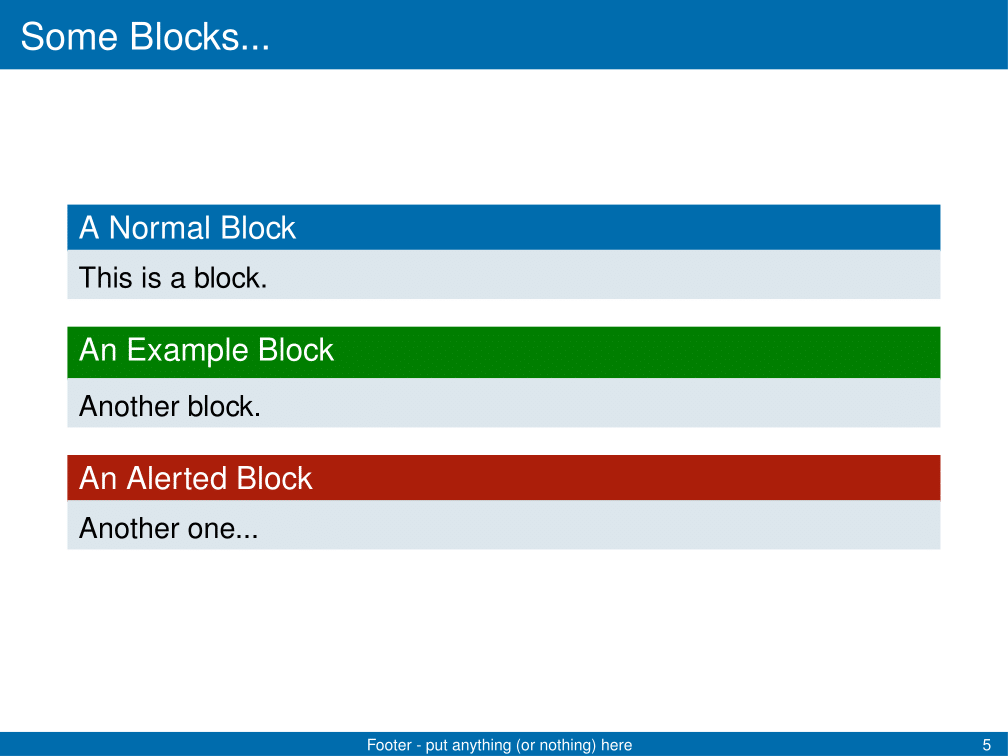 Some Blocks...
A Normal Block
This is a block.
An Example Block
Another block.
An Alerted Block
Another one...
Footer - put anything (or nothing) here
5